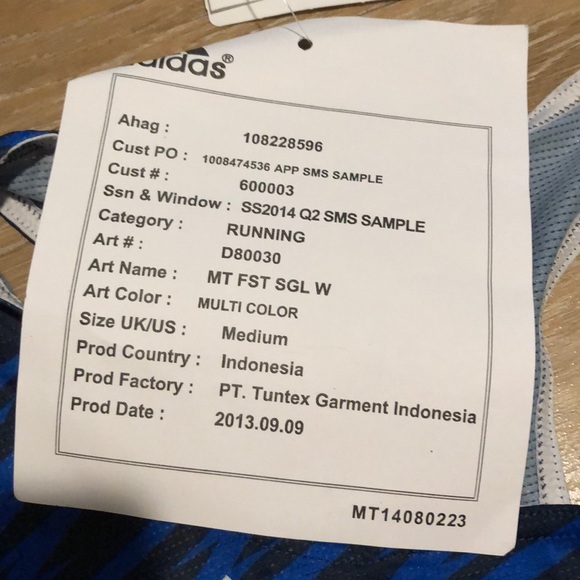 adidas®
Ahag : 108228596
Cust PO : 1008474536 APP SMS SAMPLE
Cust # : 600003
Ssn & Window : SS2014 Q2 SMS SAMPLE
Category : RUNNING
Art # : D80030
Art Name : MT FST SGL W
Art Color : MULTI COLOR
Size UK/US : Medium
Prod Country : Indonesia
Prod Factory : PT. Tuntex Garment Indonesia
Prod Date : 2013.09.09
MT14080223